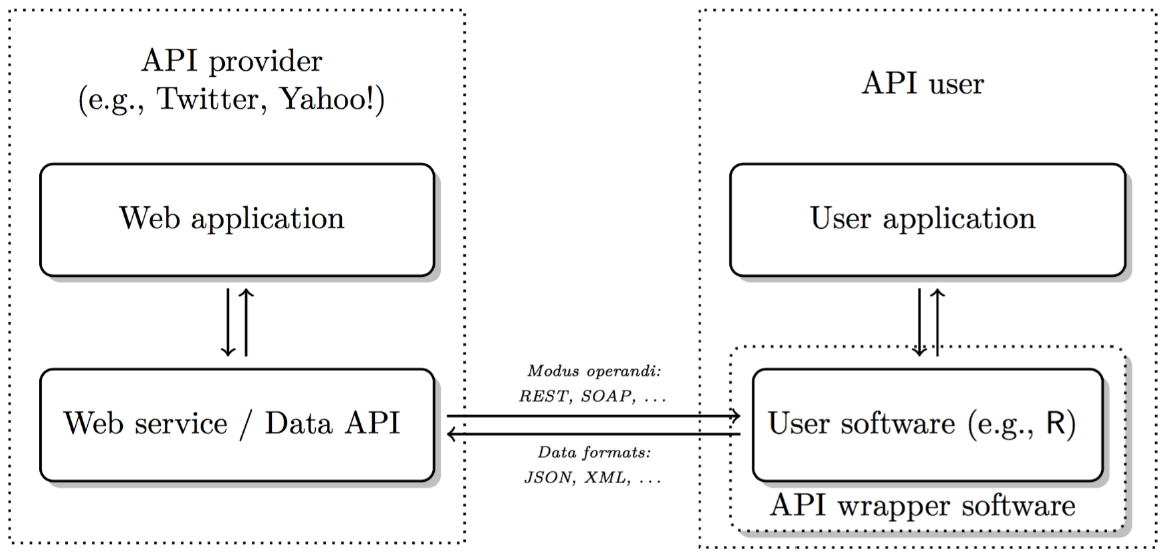 API provider
(e.g., Twitter, Yahoo!)
Web application
Web service / Data API
Modus operandi:
REST, SOAP, ...
Data formats:
JSON, XML, ...
API user
User application
User software (e.g., R)
API wrapper software